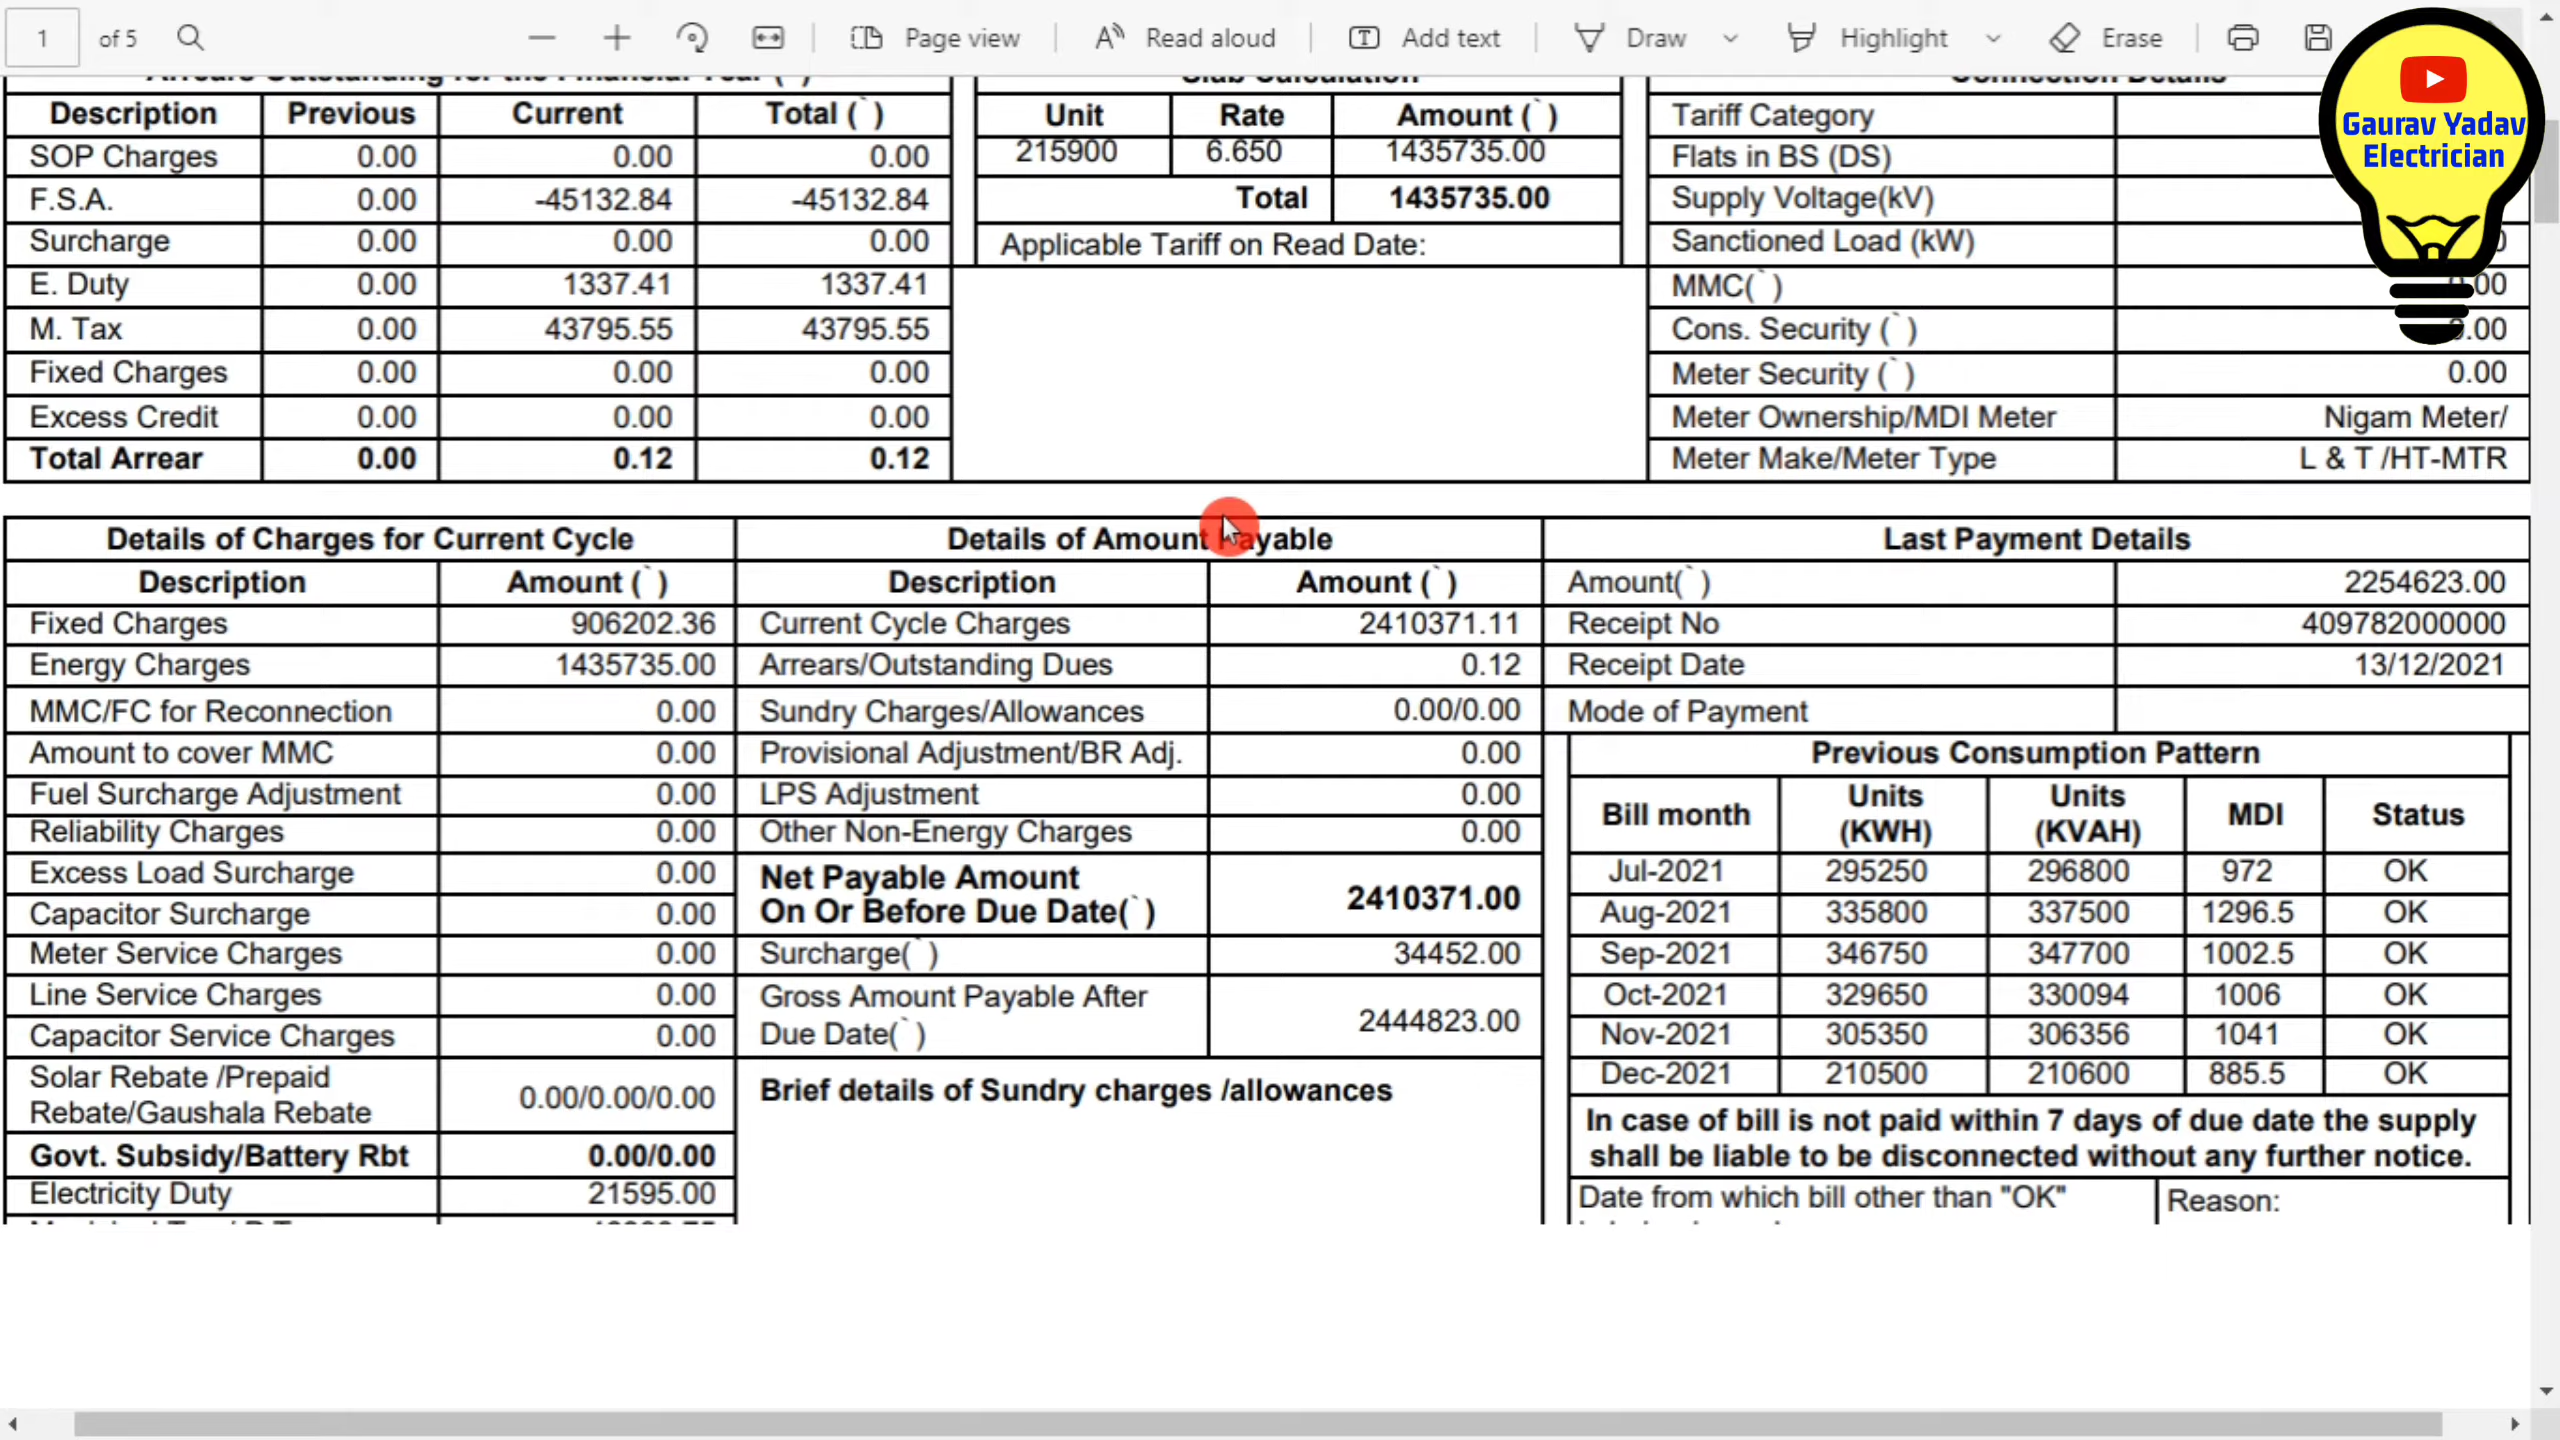 1 of 5 Page view Read aloud Add text Draw Highlight Erase
Gaurav Yadav
Electrician
Arrears Outstanding for the Financial Year (`)
Description Previous Current Total (`)
SOP Charges 0.00 0.00 0.00
F.S.A. 0.00 -45132.84 -45132.84
Surcharge 0.00 0.00 0.00
E. Duty 0.00 1337.41 1337.41
M. Tax 0.00 43795.55 43795.55
Fixed Charges 0.00 0.00 0.00
Excess Credit 0.00 0.00 0.00
Total Arrear 0.00 0.12 0.12
Slab Calculation
Unit Rate Amount (`)
215900 6.650 1435735.00
Total 1435735.00
Applicable Tariff on Read Date:
Connection Details
Tariff Category
Flats in BS (DS)
Supply Voltage(kV)
Sanctioned Load (kW)
MMC(`) .00
Cons. Security (`) .00
Meter Security (`) 0.00
Meter Ownership/MDI Meter Nigam Meter/
Meter Make/Meter Type L & T /HT-MTR
Details of Charges for Current Cycle
Description Amount (`)
Fixed Charges 906202.36
Energy Charges 1435735.00
MMC/FC for Reconnection 0.00
Amount to cover MMC 0.00
Fuel Surcharge Adjustment 0.00
Reliability Charges 0.00
Excess Load Surcharge 0.00
Capacitor Surcharge 0.00
Meter Service Charges 0.00
Line Service Charges 0.00
Capacitor Service Charges 0.00
Solar Rebate /Prepaid
Rebate/Gaushala Rebate 0.00/0.00/0.00
Govt. Subsidy/Battery Rbt 0.00/0.00
Electricity Duty 21595.00
Details of Amount Payable
Description Amount (`)
Current Cycle Charges 2410371.11
Arrears/Outstanding Dues 0.12
Sundry Charges/Allowances 0.00/0.00
Provisional Adjustment/BR Adj. 0.00
LPS Adjustment 0.00
Other Non-Energy Charges 0.00
Net Payable Amount
On Or Before Due Date(`) 2410371.00
Surcharge(`) 34452.00
Gross Amount Payable After
Due Date(`) 2444823.00
Brief details of Sundry charges /allowances
Last Payment Details
Amount(`) 2254623.00
Receipt No 409782000000
Receipt Date 13/12/2021
Mode of Payment
Previous Consumption Pattern
Bill month Units (KWH) Units (KVAH) MDI Status
Jul-2021 295250 296800 972 OK
Aug-2021 335800 337500 1296.5 OK
Sep-2021 346750 347700 1002.5 OK
Oct-2021 329650 330094 1006 OK
Nov-2021 305350 306356 1041 OK
Dec-2021 210500 210600 885.5 OK
In case of bill is not paid within 7 days of due date the supply
shall be liable to be disconnected without any further notice.
Date from which bill other than "OK"
Reason: